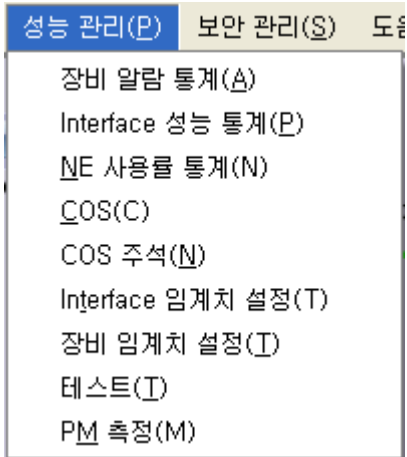 성능 관리(P) 보안 관리(S)
장비 알람 통계(A)
Interface 성능 통계(P)
NE 사용률 통계(N)
COS(C)
COS 주석(N)
Interface 임계치 설정(T)
장비 임계치 설정(T)
테스트(T)
PM 측정(M)